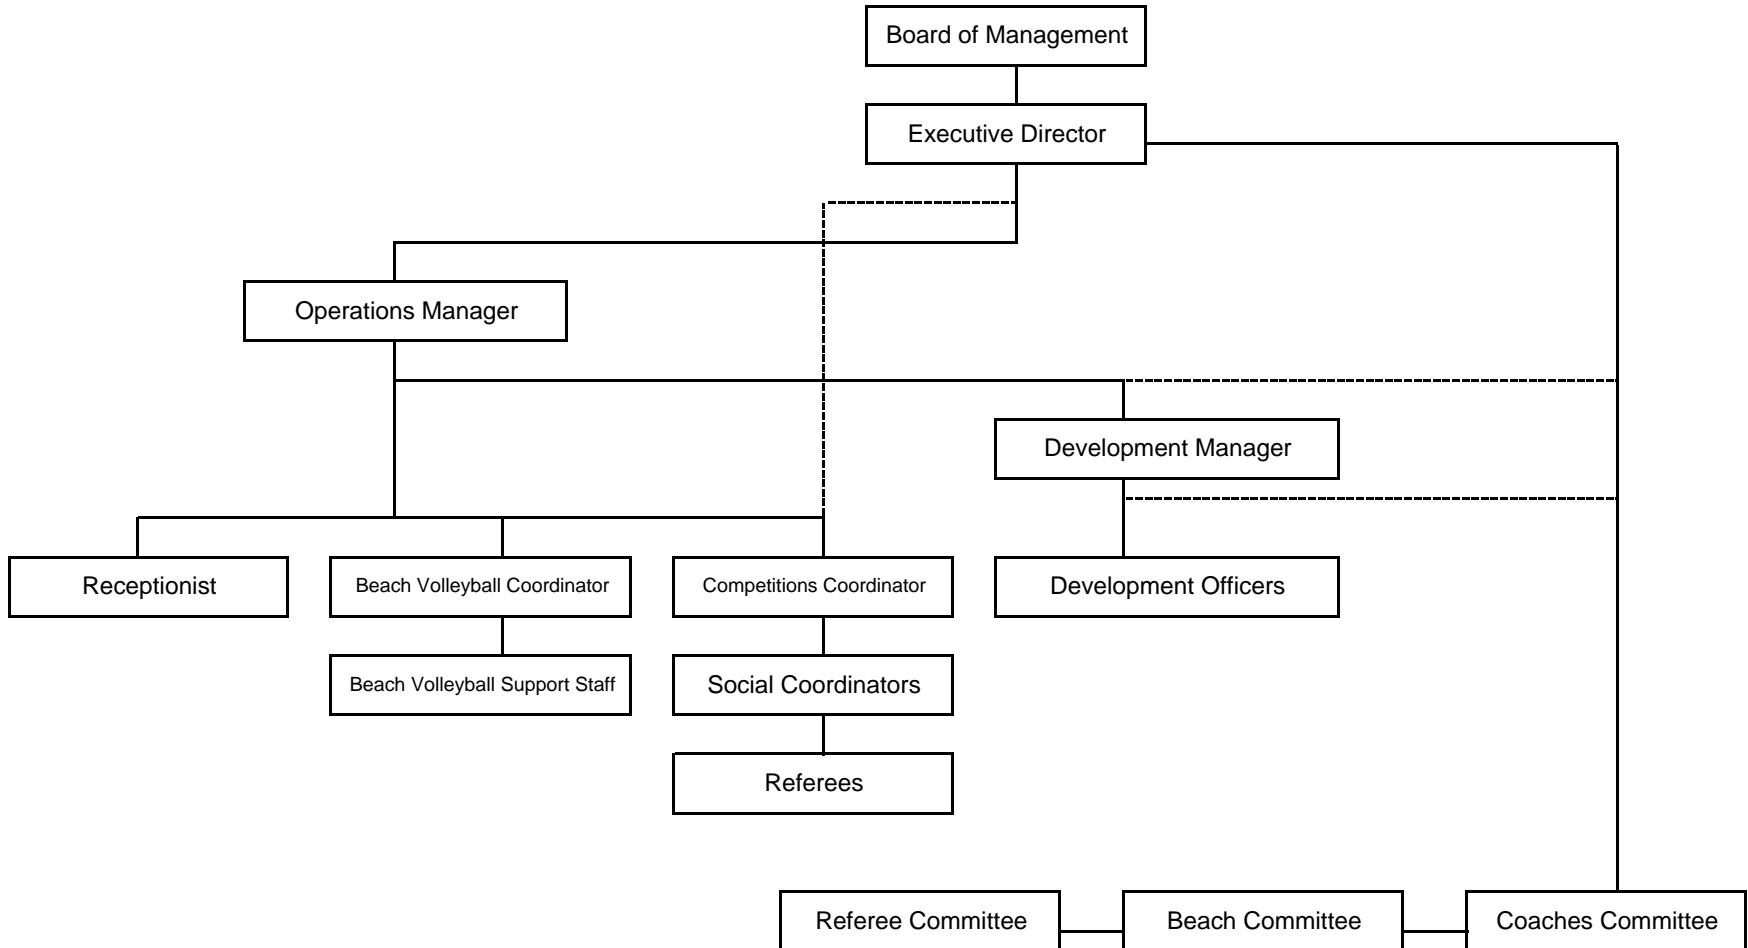 Board of Management
Executive Director
Operations Manager
Development Manager
Receptionist
Beach Volleyball Coordinator
Competitions Coordinator
Development Officers
Beach Volleyball Support Staff
Social Coordinators
Referees
Referee Committee
Beach Committee
Coaches Committee